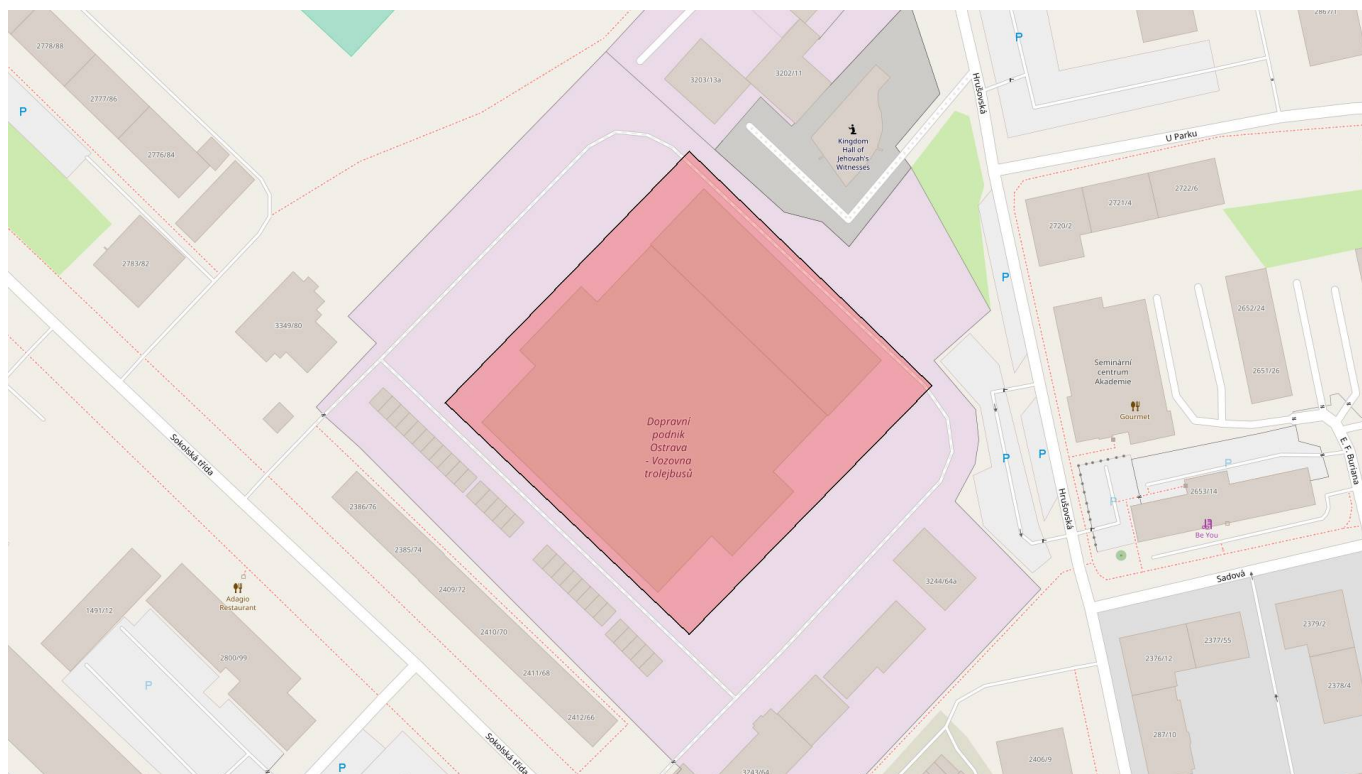 2778/88
2777/86
2776/84
P
2783/82
3349/80
3203/13a
3202/11
Kingdom
Hall of
Jehovah's
Witnesses
Hrušovská
P
2867/1
U Parku
2720/2
2721/4
2722/6
P
Seminární
centrum
Akademie
Gourmet
2652/24
2651/26
E. F. Buriana
P
P
P
P
2653/14
Be You
Hrušovská
Sadová
Dopravní
podnik
Ostrava
- Vozovna
trolejbusů
Sokolská třída
2386/76
2385/74
2409/72
2410/70
2411/68
2412/66
Adagio
Restaurant
1491/12
2800/99
P
P
Sokolská třída
3244/64a
3243/64
2406/9
2376/12
2377/55
287/10
2379/2
2378/4